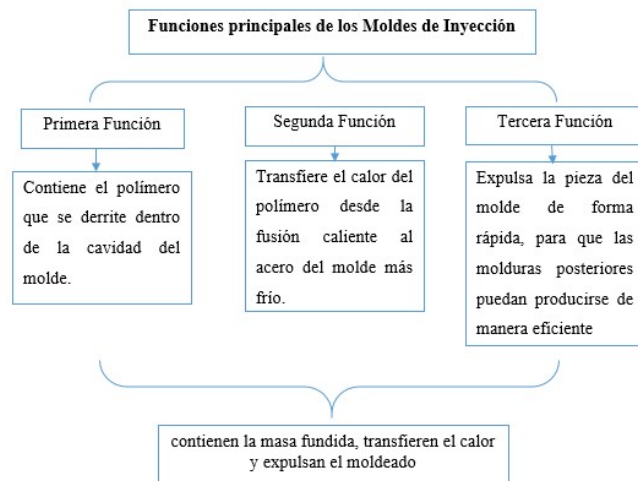 Funciones principales de los Moldes de Inyección
Primera Función
Contiene el polímero
que se derrite dentro
de la cavidad del
molde.
Segunda Función
Transfiere el calor del
polímero desde la
fusión caliente al
acero del molde más
frío.
Tercera Función
Expulsa la pieza del
molde de forma
rápida, para que las
molduras posteriores
puedan producirse de
manera eficiente
contienen la masa fundida, transfieren el calor
y expulsan el moldeado